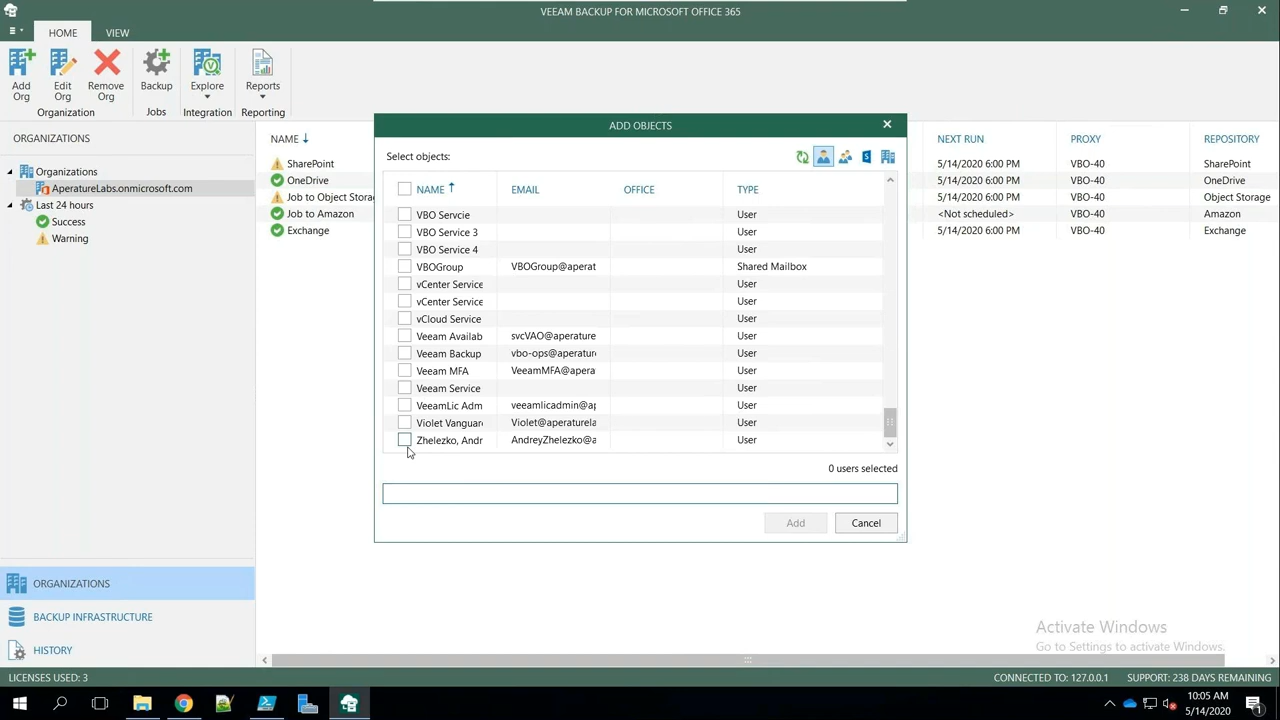 VEEAM BACKUP FOR MICROSOFT OFFICE 365
HOME VIEW
Add Org
Edit Org
Remove Org
Backup
Explore
Reports
Organization
Jobs
Integration
Reporting
ORGANIZATIONS
Organizations
AperatureLabs.onmicrosoft.com
Last 24 hours
Success
Warning
NAME
SharePoint
OneDrive
Job to Object Storag
Job to Amazon
Exchange
ADD OBJECTS
Select objects:
NAME EMAIL OFFICE TYPE
VBO Servcie User
VBO Service 3 User
VBO Service 4 User
VBOGroup VBOGroup@aperat Shared Mailbox
vCenter Service User
vCenter Service User
vCloud Service User
Veeam Availab svcVAO@aperature User
Veeam Backup vbo-ops@aperatur User
Veeam MFA VeeamMFA@apera User
Veeam Service User
VeeamLic Adm veeamlicadmin@ap User
Violet Vanguar Violet@aperaturela User
Zhelezko, Andr AndreyZhelezko@a User
0 users selected
Add Cancel
NEXT RUN PROXY REPOSITORY
5/14/2020 6:00 PM VBO-40 SharePoint
5/14/2020 6:00 PM VBO-40 OneDrive
5/14/2020 6:00 PM VBO-40 Object Storage
<Not scheduled> VBO-40 Amazon
5/14/2020 6:00 PM VBO-40 Exchange
ORGANIZATIONS
BACKUP INFRASTRUCTURE
HISTORY
Activate Windows
Go to Settings to activate Windows.
LICENSES USED: 3
CONNECTED TO: 127.0.0.1 SUPPORT: 238 DAYS REMAINING
10:05 AM
5/14/2020
1